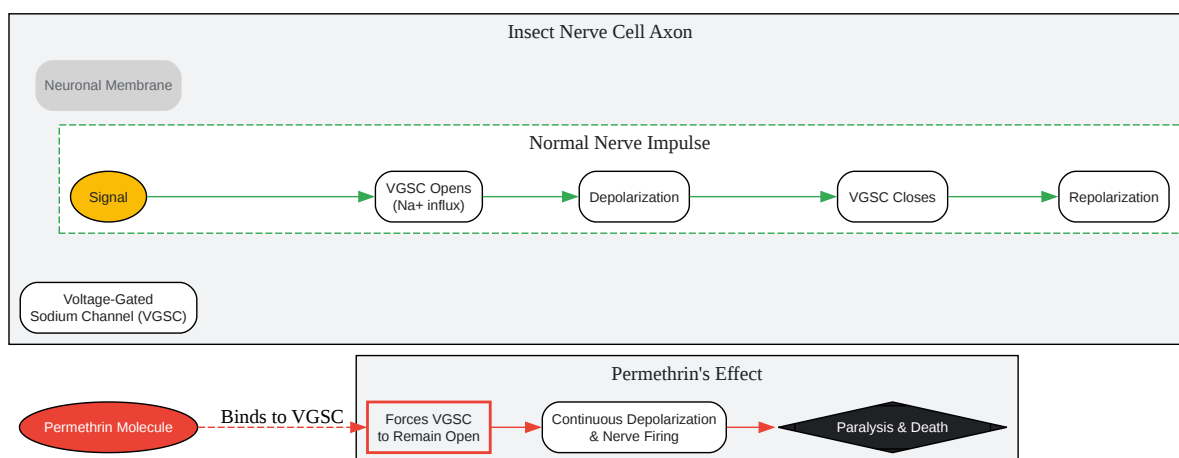 Insect Nerve Cell Axon
Neuronal Membrane
Normal Nerve Impulse
Signal
VGSC Opens
(Na+ influx)
Depolarization
VGSC Closes
Repolarization
Voltage-Gated
Sodium Channel (VGSC)
Permethrin's Effect
Permethrin Molecule
Binds to VGSC
Forces VGSC
to Remain Open
Continuous Depolarization
& Nerve Firing
Paralysis & Death